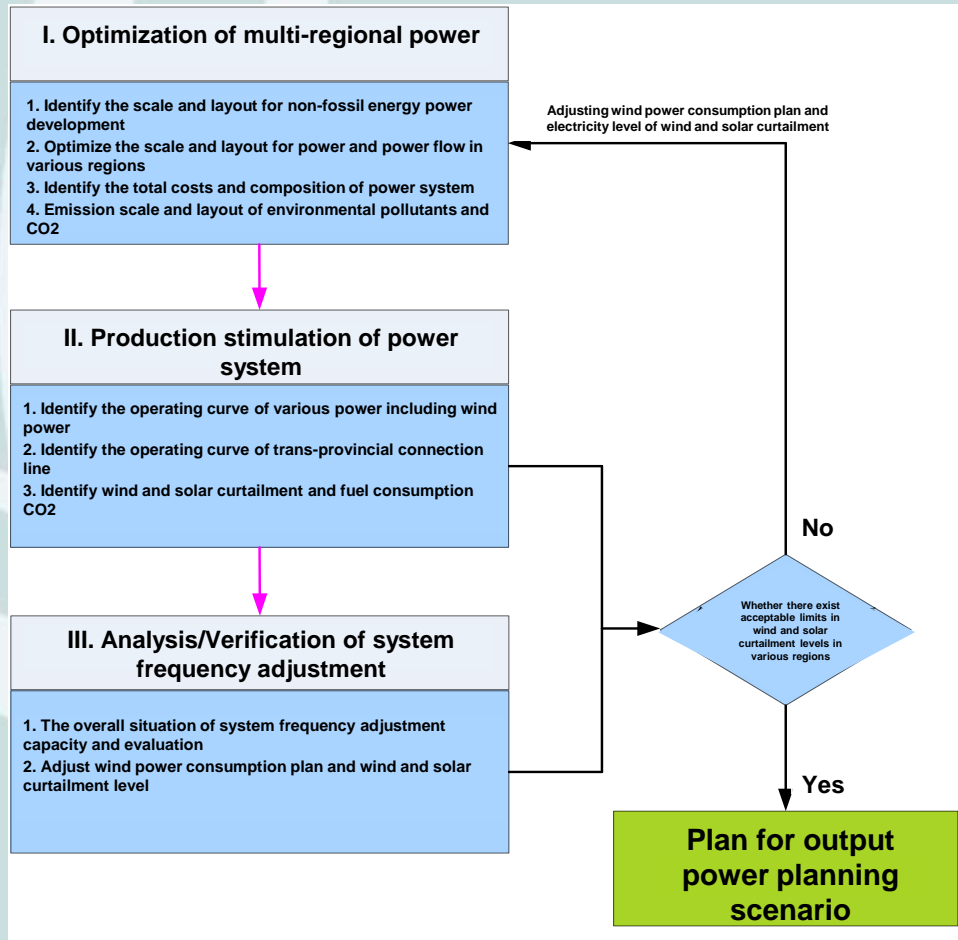 I. Optimization of multi-regional power
1. Identify the scale and layout for non-fossil energy power
development
2. Optimize the scale and layout for power and power flow in
various regions
3. Identify the total costs and composition of power system
4. Emission scale and layout of environmental pollutants and
CO2
Adjusting wind power consumption plan and
electricity level of wind and solar curtailment
II. Production stimulation of power
system
1. Identify the operating curve of various power including wind
power
2. Identify the operating curve of trans-provincial connection
line
3. Identify wind and solar curtailment and fuel consumption
CO2
No
Whether there exist
acceptable limits in
wind and solar
curtailment levels in
various regions
III. Analysis/Verification of system
frequency adjustment
1. The overall situation of system frequency adjustment
capacity and evaluation
2. Adjust wind power consumption plan and wind and solar
curtailment level
Yes
Plan for output
power planning
scenario